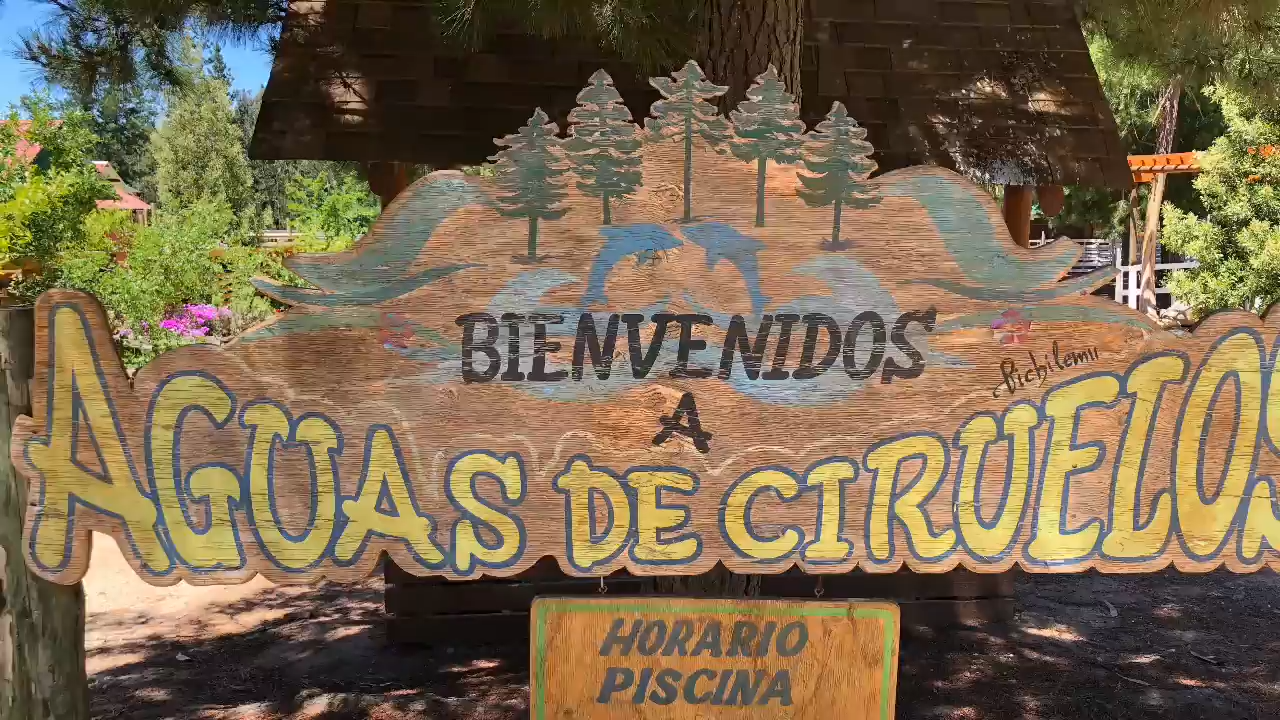 BIENVENIDOS
A
Pichilemu
AGUAS DE CIRUELOS
HORARIO
PISCINA